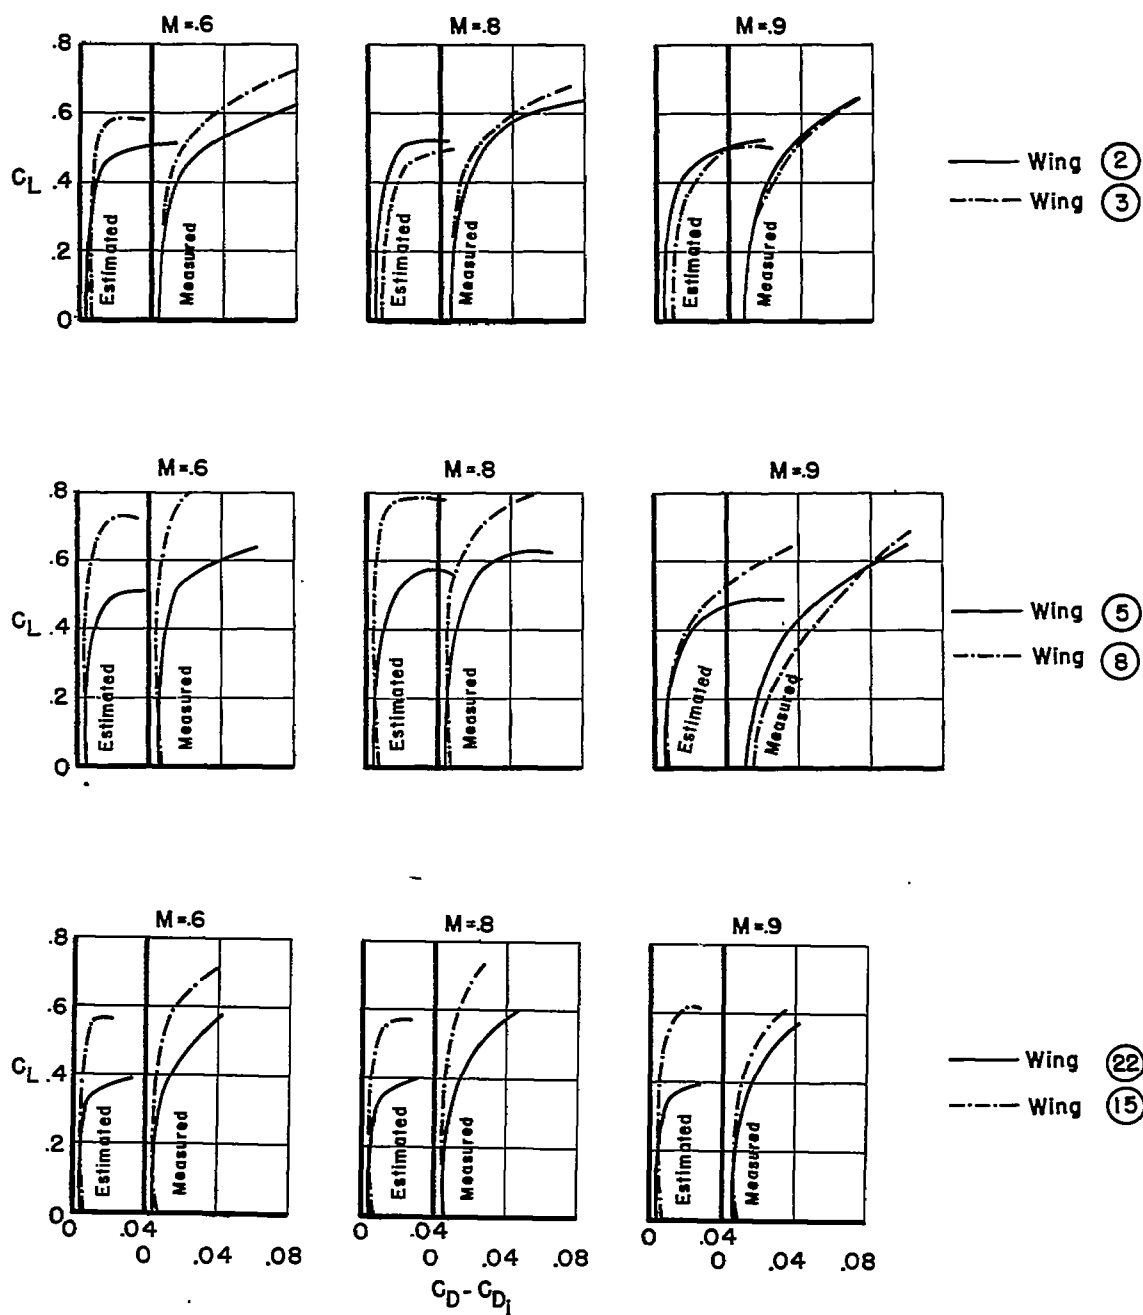 M=.6 M=.8 M=.9
.8
.6
C_L .4
.2
0
Estimated Measured Estimated Measured Estimated Measured
Wing 2
Wing 3
M=.6 M=.8 M=.9
.8
.6
C_L .4
.2
0
Estimated Measured Estimated Measured Estimated Measured
Wing 5
Wing 8
M=.6 M=.8 M=.9
.8
.6
C_L .4
.2
0
Estimated Measured Estimated Measured Estimated Measured
Wing 22
Wing 15
0 .04 0 .04 0 .04
0 .04 .08 0 .04 .08 0 .04 .08
C_D - C_Di